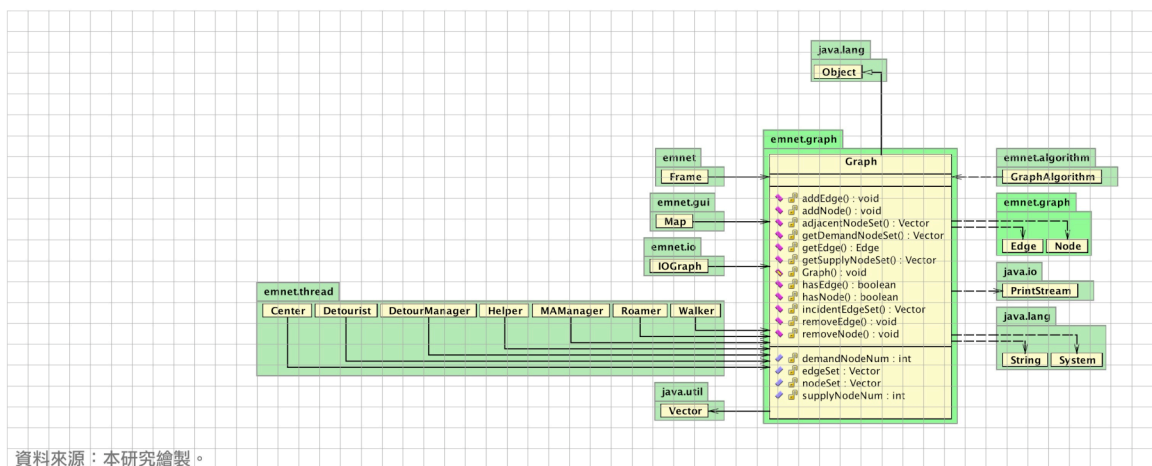 java.lang
Object
emnet.graph
Graph
emnet
Frame
emnet.gui
Map
emnet.io
IOGraph
emnet.thread
Center Detourist DetourManager Helper MAManager Roamer Walker
java.util
Vector
addEdge() : void
addNode() : void
adjacentNodeSet() : Vector
getDemandNodeSet() : Vector
getEdge() : Edge
getSupplyNodeSet() : Vector
Graph() : void
hasEdge() : boolean
hasNode() : boolean
incidentEdgeSet() : Vector
removeEdge() : void
removeNode() : void
demandNodeNum : int
edgeSet : Vector
nodeSet : Vector
supplyNodeNum : int
emnet.algorithm
GraphAlgorithm
emnet.graph
Edge Node
java.io
PrintStream
java.lang
String System
資料來源：本研究繪製。